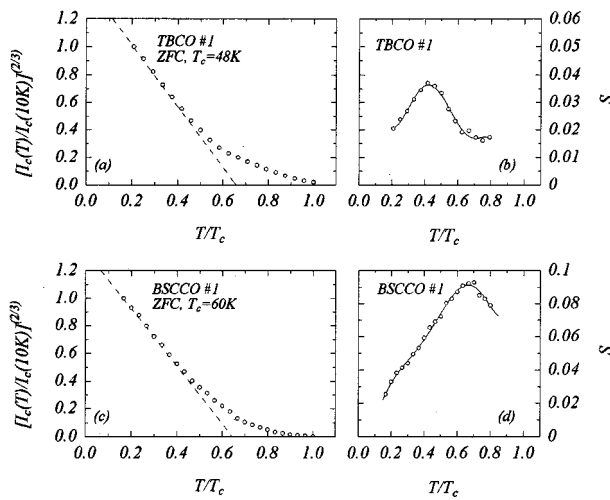 [I_c(T)/I_c(10K)]^(2/3)
1.2
1.0
0.8
0.6
0.4
0.2
0.0
TBCO #1
ZFC, T_c=48K
(a)
0.0 0.2 0.4 0.6 0.8 1.0
T/T_c
TBCO #1
(b)
0.06
0.05
0.04
0.03
0.02
0.01
0
S
0.0 0.2 0.4 0.6 0.8 1.0
T/T_c
[I_c(T)/I_c(10K)]^(2/3)
1.2
1.0
0.8
0.6
0.4
0.2
0.0
BSCCO #1
ZFC, T_c=60K
(c)
0.0 0.2 0.4 0.6 0.8 1.0
T/T_c
BSCCO #1
(d)
0.1
0.08
0.06
0.04
0.02
0
S
0.0 0.2 0.4 0.6 0.8 1.0
T/T_c